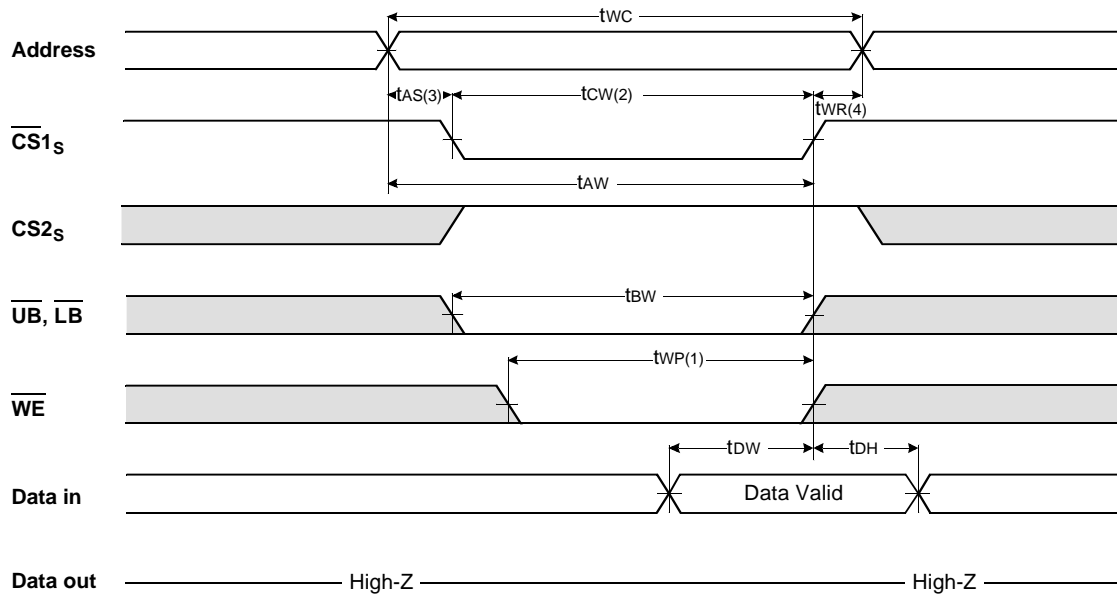 tWC
Address
tAS(3) tCW(2) tWR(4)
CS1S
tAW
CS2S
tBW
UB, LB
tWP(1)
WE
tDW tDH
Data in Data Valid
Data out High-Z High-Z